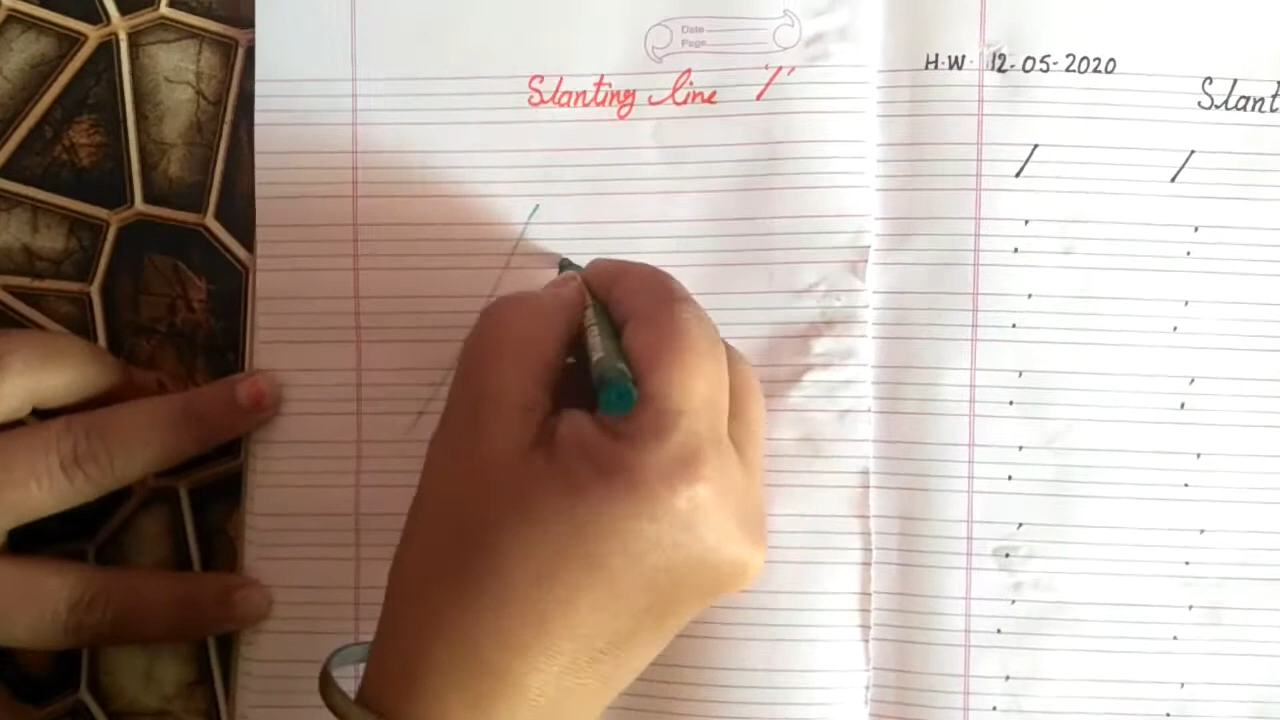 Date
Page
Slanting line '/'
H.W. 12-05-2020
Slant
/ /